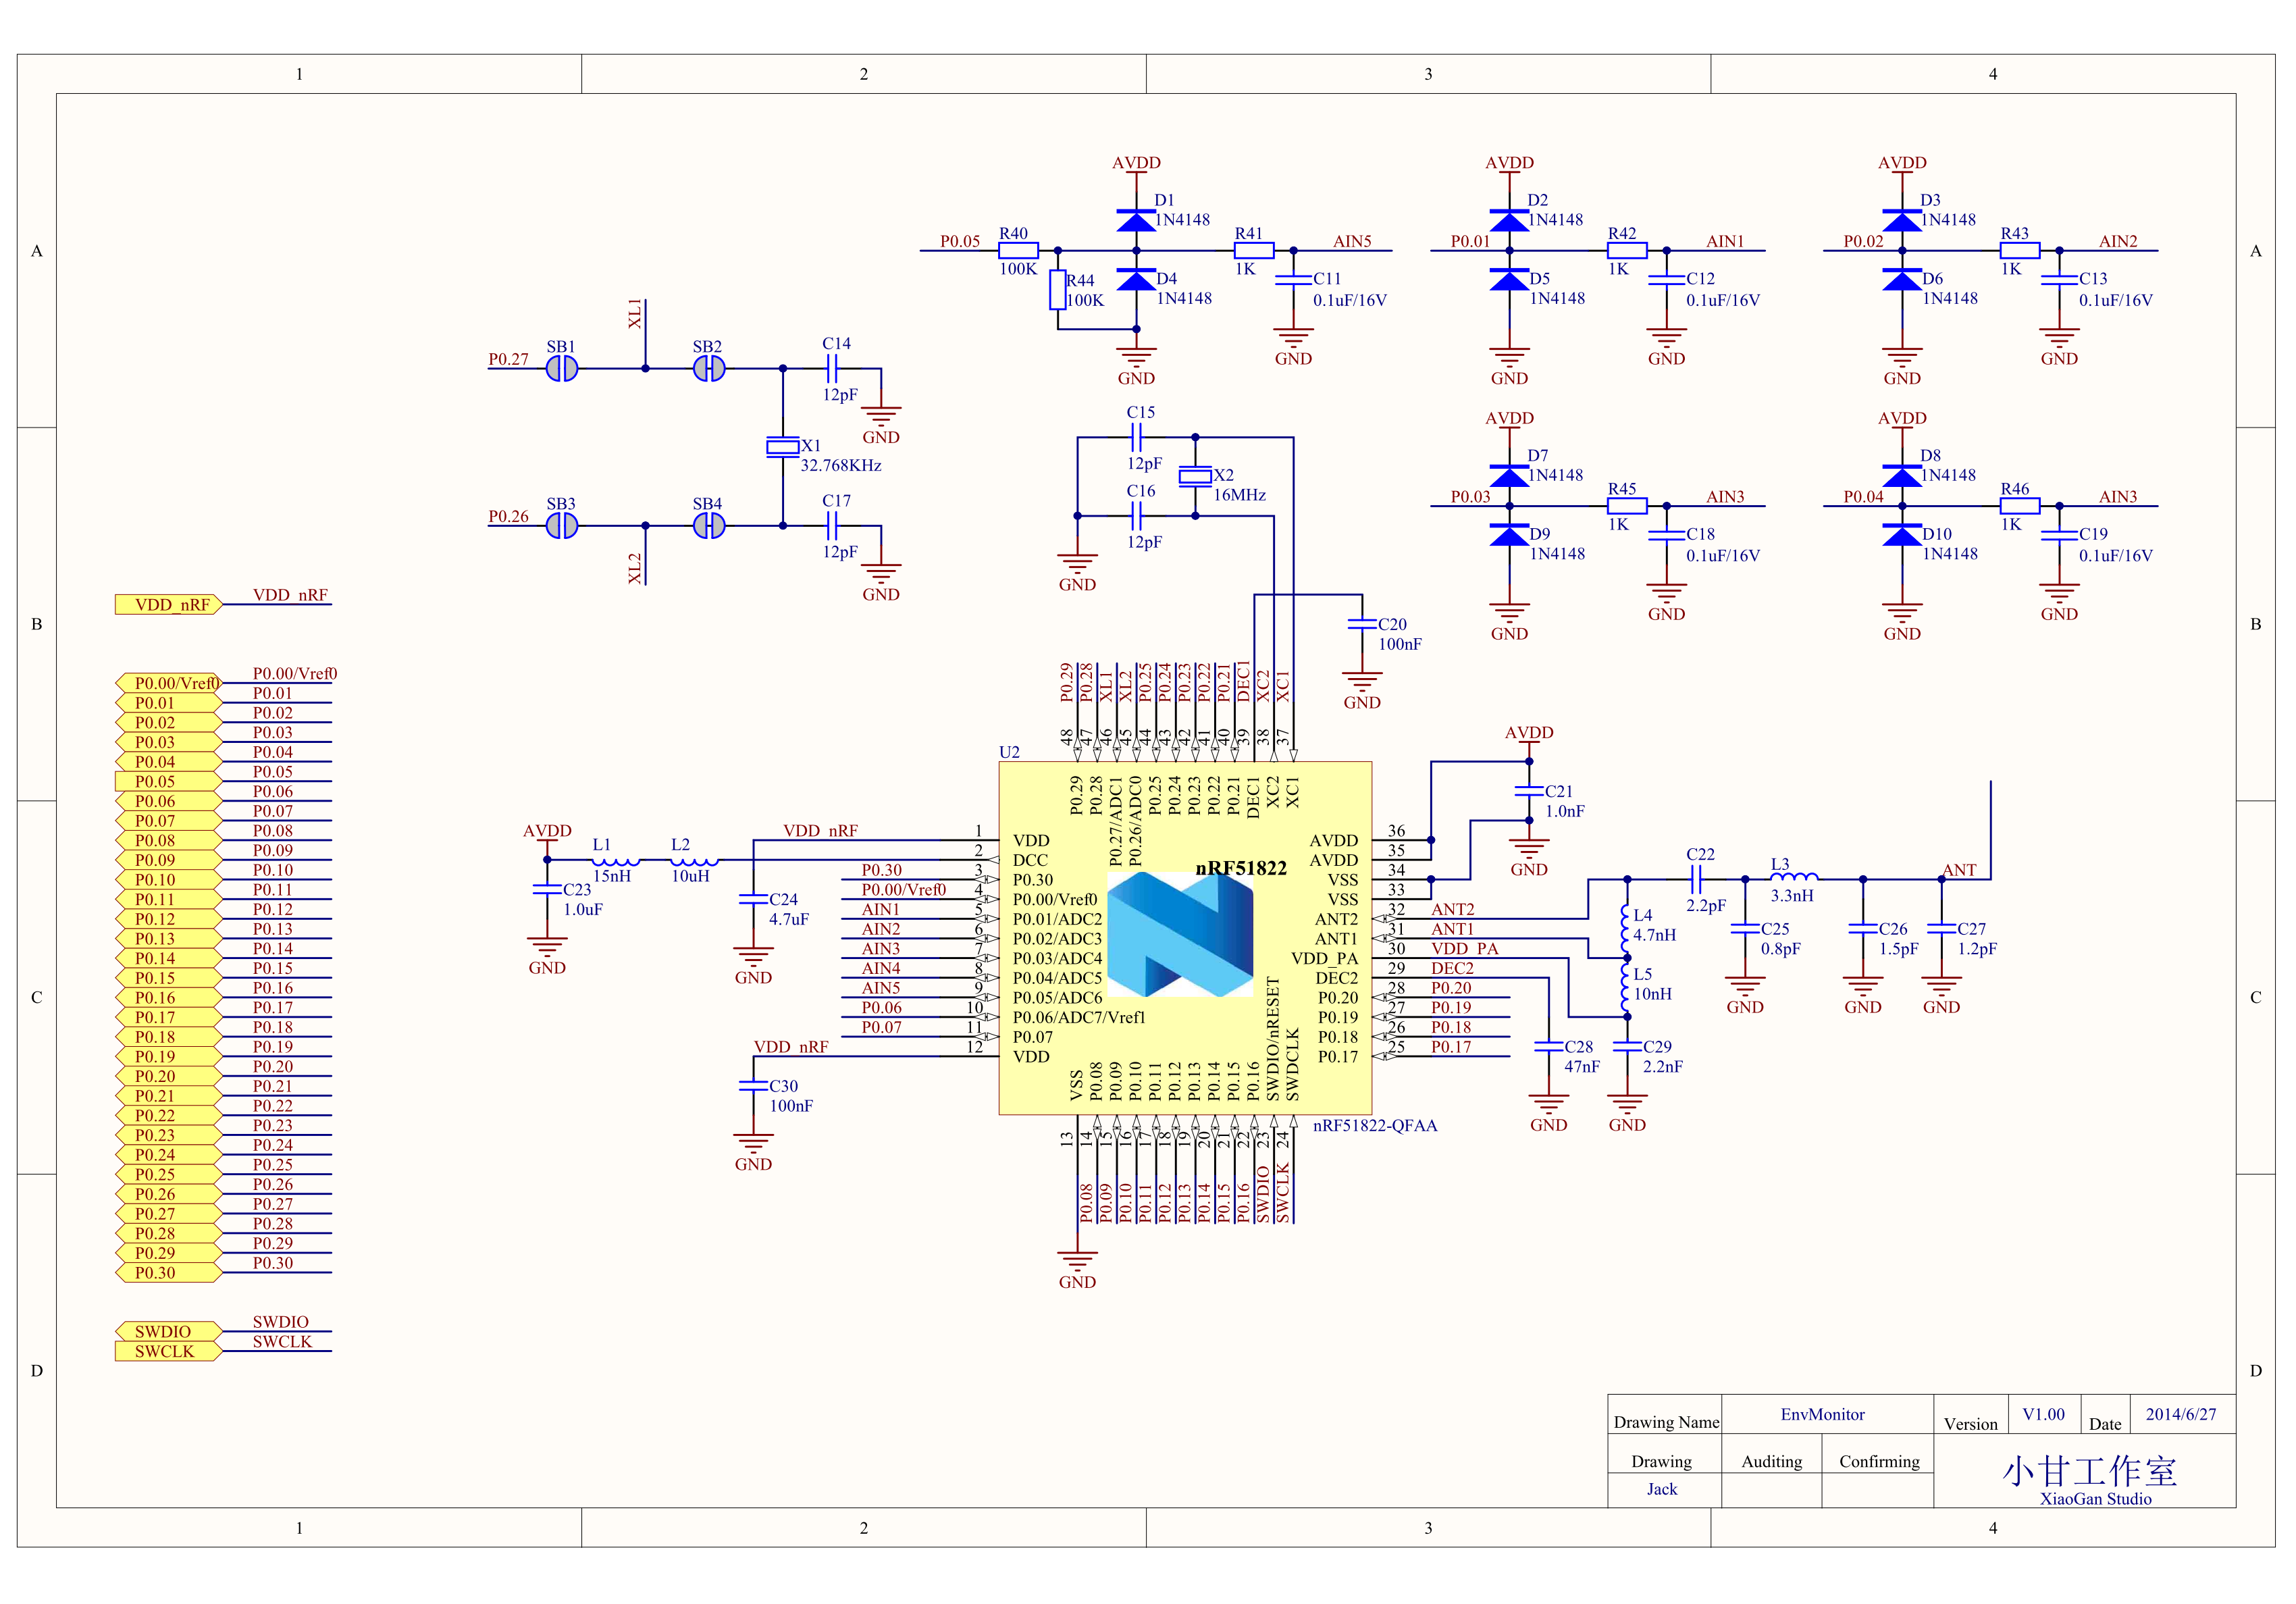 1 2 3 4
A A
B B
C C
D D
1 2 3 4
AVDD
D1
1N4148
P0.05
R40
100K
R44
100K
D4
1N4148
R41
1K
AIN5
C11
0.1uF/16V
GND
GND
AVDD
D2
1N4148
P0.01
R42
1K
AIN1
D5
1N4148
C12
0.1uF/16V
GND
GND
AVDD
D3
1N4148
P0.02
R43
1K
AIN2
D6
1N4148
C13
0.1uF/16V
GND
GND
XL1
P0.27
SB1
SB2
C14
12pF
GND
X1
32.768KHz
P0.26
SB3
SB4
C17
12pF
GND
XL2
C15
12pF
X2
16MHz
C16
12pF
GND
AVDD
D7
1N4148
P0.03
R45
1K
AIN3
D9
1N4148
C18
0.1uF/16V
GND
GND
AVDD
D8
1N4148
P0.04
R46
1K
AIN3
D10
1N4148
C19
0.1uF/16V
GND
GND
C20
100nF
GND
VDD_nRF VDD_nRF
P0.00/Vref0 P0.00/Vref0
P0.01 P0.01
P0.02 P0.02
P0.03 P0.03
P0.04 P0.04
P0.05 P0.05
P0.06 P0.06
P0.07 P0.07
P0.08 P0.08
P0.09 P0.09
P0.10 P0.10
P0.11 P0.11
P0.12 P0.12
P0.13 P0.13
P0.14 P0.14
P0.15 P0.15
P0.16 P0.16
P0.17 P0.17
P0.18 P0.18
P0.19 P0.19
P0.20 P0.20
P0.21 P0.21
P0.22 P0.22
P0.23 P0.23
P0.24 P0.24
P0.25 P0.25
P0.26 P0.26
P0.27 P0.27
P0.28 P0.28
P0.29 P0.29
P0.30 P0.30
SWDIO SWDIO
SWCLK SWCLK
U2
P0.29 48 P0.29
P0.28 47 P0.28
XL1 46 P0.27/ADC1
XL2 45 P0.26/ADC0
P0.25 44 P0.25
P0.24 43 P0.24
P0.23 42 P0.23
P0.22 41 P0.22
P0.21 40 P0.21
DEC1 39 DEC1
XC2 38 XC2
XC1 37 XC1
AVDD
L1
15nH
L2
10uH
C23
1.0uF
GND
C24
4.7uF
GND
VDD_nRF 1 VDD
2 DCC
P0.30 3 P0.30
P0.00/Vref0 4 P0.00/Vref0
AIN1 5 P0.01/ADC2
AIN2 6 P0.02/ADC3
AIN3 7 P0.03/ADC4
AIN4 8 P0.04/ADC5
AIN5 9 P0.05/ADC6
P0.06 10 P0.06/ADC7/Vref1
P0.07 11 P0.07
VDD_nRF 12 VDD
C30
100nF
GND
nRF51822
AVDD 36
AVDD 35
VSS 34
VSS 33
ANT2 32 ANT2
ANT1 31 ANT1
VDD_PA 30 VDD_PA
DEC2 29 DEC2
P0.20 28 P0.20
P0.19 27 P0.19
P0.18 26 P0.18
P0.17 25 P0.17
VSS 13
P0.08 14 P0.08
P0.09 15 P0.09
P0.10 16 P0.10
P0.11 17 P0.11
P0.12 18 P0.12
P0.13 19 P0.13
P0.14 20 P0.14
P0.15 21 P0.15
P0.16 22 P0.16
SWDIO/nRESET 23 SWDIO
SWDCLK 24 SWCLK
GND
nRF51822-QFAA
AVDD
C21
1.0nF
GND
L4
4.7nH
L5
10nH
C22
2.2pF
L3
3.3nH
ANT
C25
0.8pF
GND
C26
1.5pF
GND
C27
1.2pF
GND
C28
47nF
GND
C29
2.2nF
GND
Drawing Name EnvMonitor Version V1.00 Date 2014/6/27
Drawing Auditing Confirming
Jack
小甘工作室
XiaoGan Studio